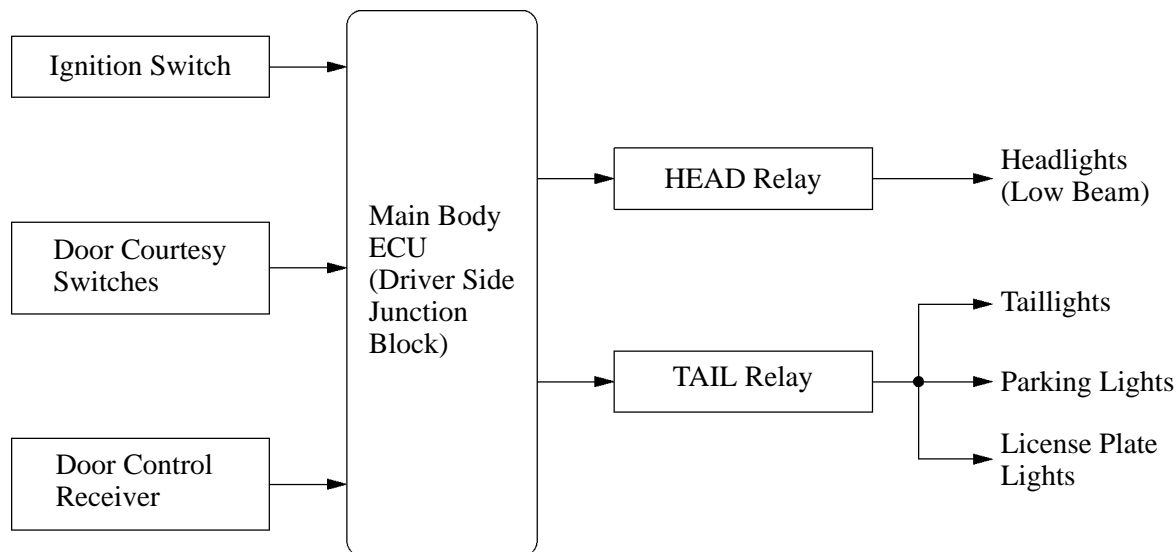 Ignition Switch
Door Courtesy
Switches
Door Control
Receiver
Main Body
ECU
(Driver Side
Junction
Block)
HEAD Relay
TAIL Relay
Headlights
(Low Beam)
Taillights
Parking Lights
License Plate
Lights